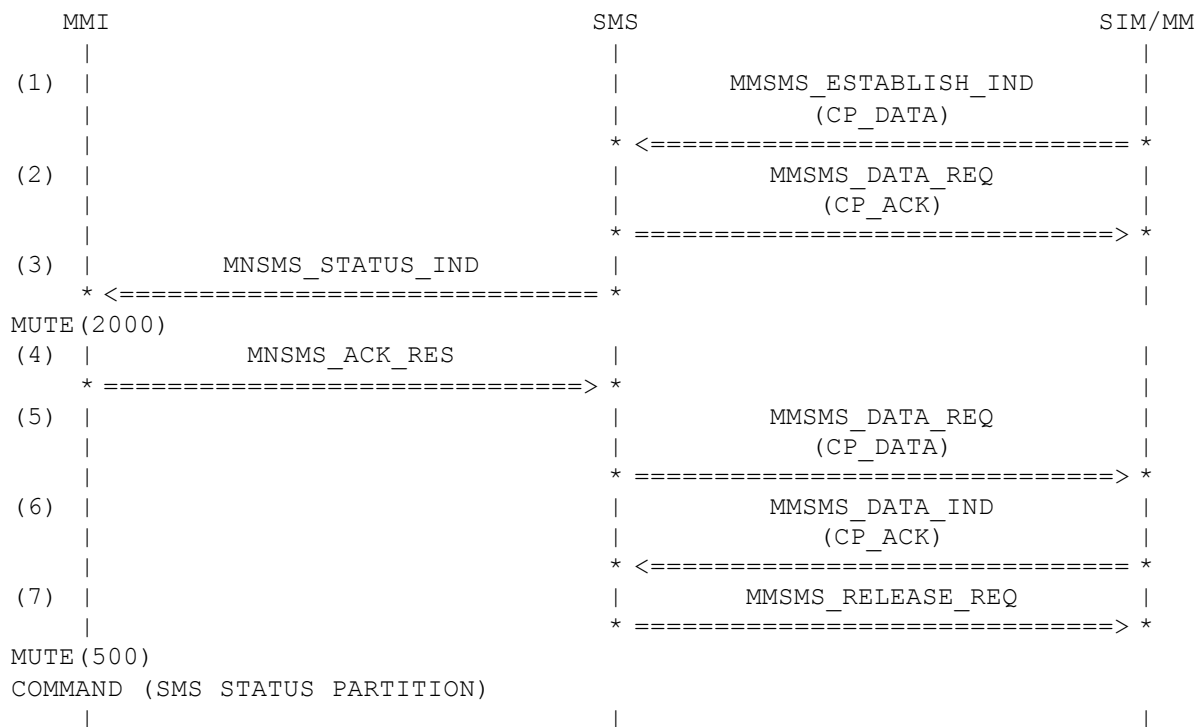 MMI SMS SIM/MM
| | |
(1) | | MMSMS_ESTABLISH_IND |
| | (CP_DATA) |
| * <============================== *
(2) | | MMSMS_DATA_REQ |
| | (CP_ACK) |
| * ==============================> *
(3) | MNSMS_STATUS_IND | |
* <============================== * |
MUTE(2000)
(4) | MNSMS_ACK_RES | |
* ==============================> * |
(5) | | MMSMS_DATA_REQ |
| | (CP_DATA) |
| * ==============================> *
(6) | | MMSMS_DATA_IND |
| | (CP_ACK) |
| * <============================== *
(7) | | MMSMS_RELEASE_REQ |
| * ==============================> *
MUTE(500)
COMMAND (SMS STATUS PARTITION)
| | |